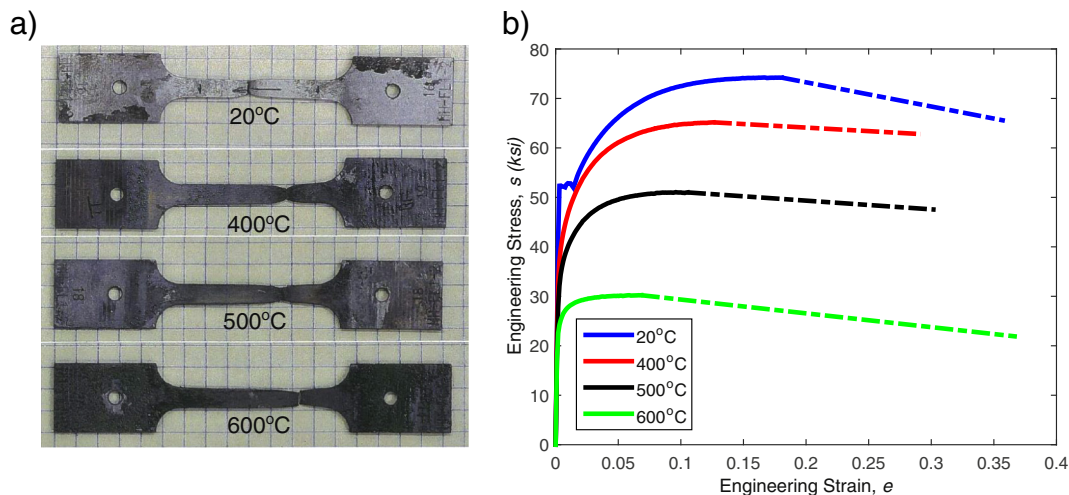 a)
20°C
400°C
500°C
600°C
b)
80
70
60
50
40
30
20
10
0
Engineering Stress, s (ksi)
20°C
400°C
500°C
600°C
0 0.05 0.1 0.15 0.2 0.25 0.3 0.35 0.4
Engineering Strain, e